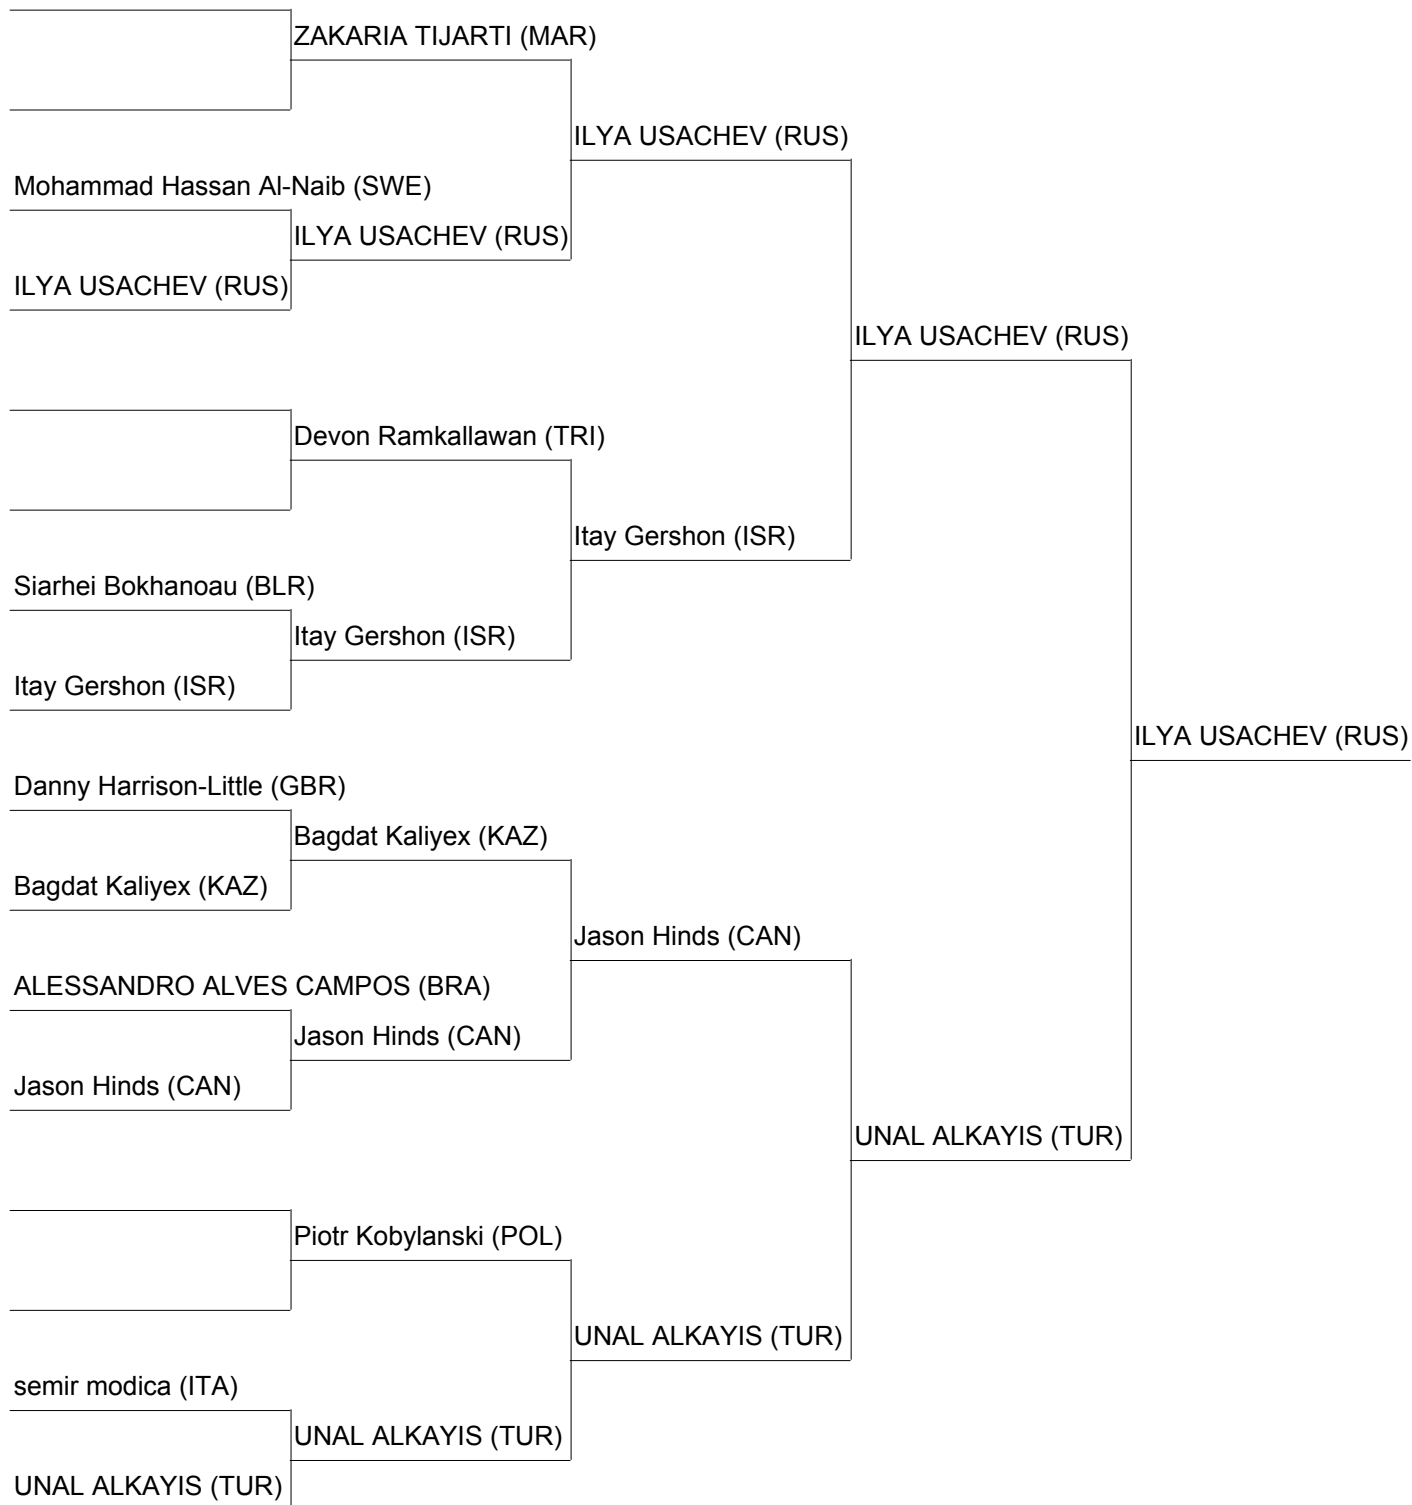 ZAKARIA TIJARTI (MAR)
ILYA USACHEV (RUS)
Mohammad Hassan Al-Naib (SWE)
ILYA USACHEV (RUS)
ILYA USACHEV (RUS)
ILYA USACHEV (RUS)
Devon Ramkallawan (TRI)
Itay Gershon (ISR)
Siarhei Bokhanoau (BLR)
Itay Gershon (ISR)
Itay Gershon (ISR)
ILYA USACHEV (RUS)
Danny Harrison-Little (GBR)
Bagdat Kaliyex (KAZ)
Bagdat Kaliyex (KAZ)
Jason Hinds (CAN)
ALESSANDRO ALVES CAMPOS (BRA)
Jason Hinds (CAN)
Jason Hinds (CAN)
UNAL ALKAYIS (TUR)
Piotr Kobylanski (POL)
UNAL ALKAYIS (TUR)
semir modica (ITA)
UNAL ALKAYIS (TUR)
UNAL ALKAYIS (TUR)